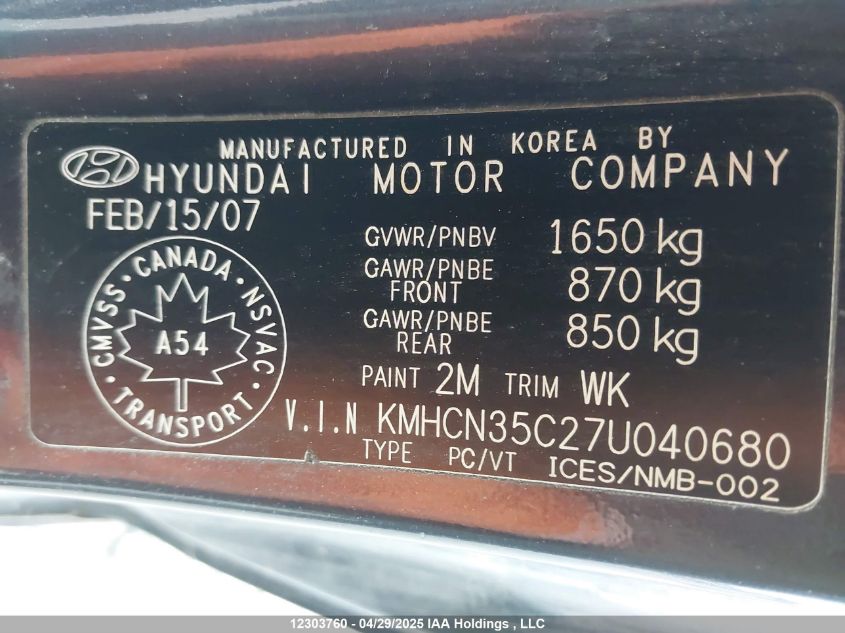 MANUFACTURED IN KOREA BY
HYUNDAI MOTOR COMPANY
FEB/15/07
GVWR/PNBV 1650 kg
GAWR/PNBE FRONT 870 kg
GAWR/PNBE REAR 850 kg
PAINT 2M TRIM WK
V.I.N KMHCN35C27U040680
TYPE PC/VT ICES/NMB-002
CMVSS · CANADA · NSVAC · TRANSPORT ·
A54
12303760 - 04/29/2025 IAA Holdings , LLC